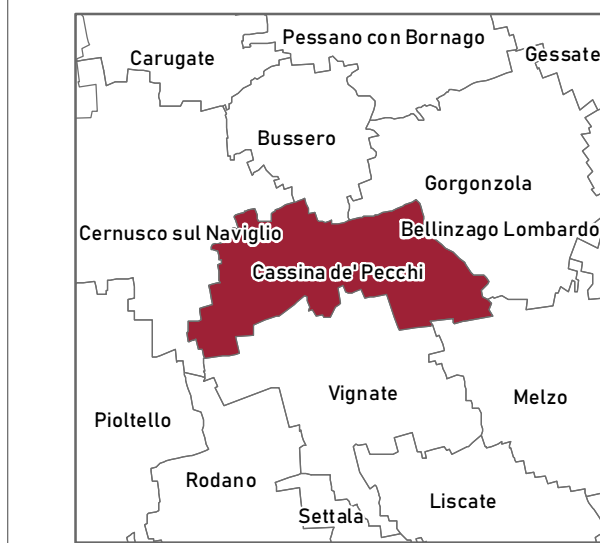 Pessano con Bornago
Carugate
Gessate
Bussero
Gorgonzola
Cernusco sul Naviglio
Bellinzago Lombardo
Cassina de' Pecchi
Vignate
Melzo
Pioltello
Rodano
Liscate
Settala